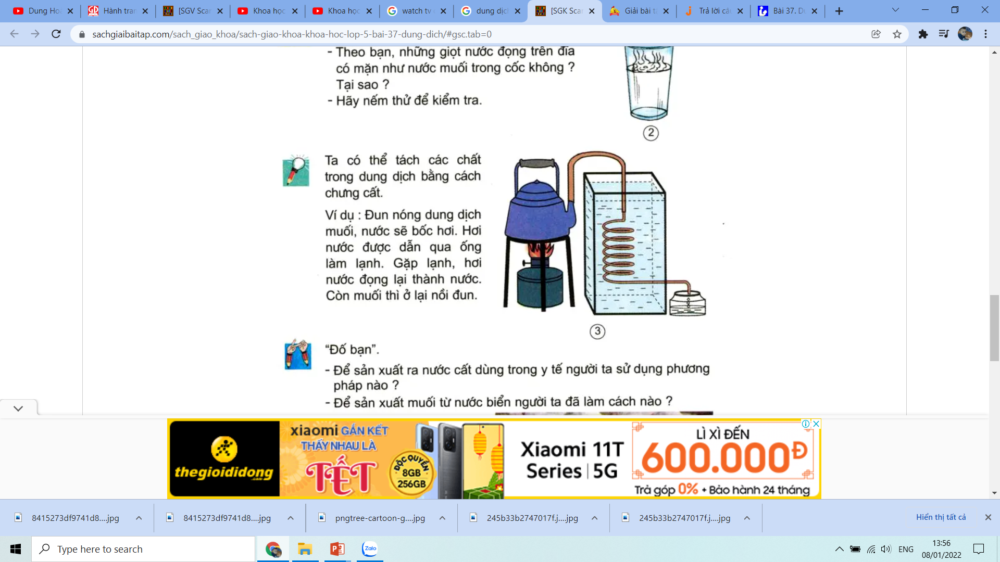 Dung Hoà
Hành tran
[SGV Scan
Khoa học
Khoa học
watch tv
dung dịch
[SGK Scan
Giải bài tậ
Trả lời câu
Bài 37. Du
sachgiaibaitap.com/sach_giao_khoa/sach-giao-khoa-khoa-hoc-lop-5-bai-37-dung-dich/#gsc.tab=0
- Theo bạn, những giọt nước đọng trên đĩa
có mặn như nước muối trong cốc không ?
Tại sao ?
- Hãy nếm thử để kiểm tra.
2
Ta có thể tách các chất
trong dung dịch bằng cách
chưng cất.
Ví dụ : Đun nóng dung dịch
muối, nước sẽ bốc hơi. Hơi
nước được dẫn qua ống
làm lạnh. Gặp lạnh, hơi
nước đọng lại thành nước.
Còn muối thì ở lại nồi đun.
3
“Đố bạn”.
- Để sản xuất ra nước cất dùng trong y tế người ta sử dụng phương
pháp nào ?
- Để sản xuất muối từ nước biển người ta đã làm cách nào ?
thegioididong
.com
xiaomi GẮN KẾT
THẤY NHAU LÀ
TẾT
ĐỘC QUYỀN
8GB
256GB
Xiaomi 11T
Series | 5G
LÌ XÌ ĐẾN
600.000Đ
Trả góp 0% + Bảo hành 24 tháng
8415273df9741d8....jpg
8415273df9741d8....jpg
pngtree-cartoon-g....jpg
245b33b2747017f.j....jpg
245b33b2747017f.j....jpg
Hiển thị tất cả
Type here to search
Zalo
ENG
13:56
08/01/2022